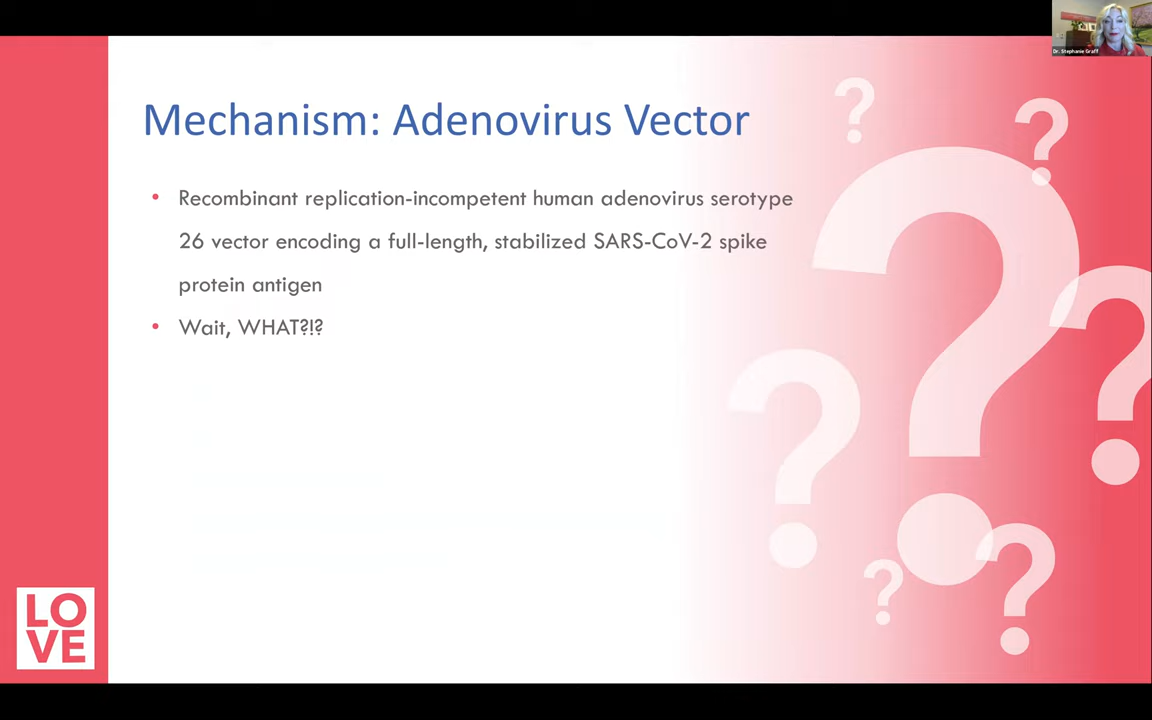 Dr. Stephanie Graff
Mechanism: Adenovirus Vector
• Recombinant replication-incompetent human adenovirus serotype
26 vector encoding a full-length, stabilized SARS-CoV-2 spike
protein antigen
• Wait, WHAT?!?
?
?
?
?
?
?
?
LO
VE